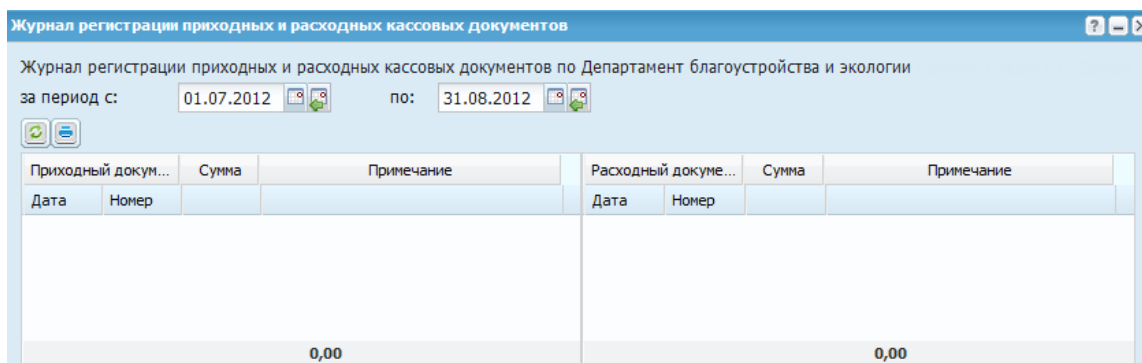 Журнал регистрации приходных и расходных кассовых документов
Журнал регистрации приходных и расходных кассовых документов по Департамент благоустройства и экологии
за период с: 01.07.2012 по: 31.08.2012
Приходный докум... Сумма Примечание Расходный докуме... Сумма Примечание
Дата Номер Дата Номер
0,00 0,00